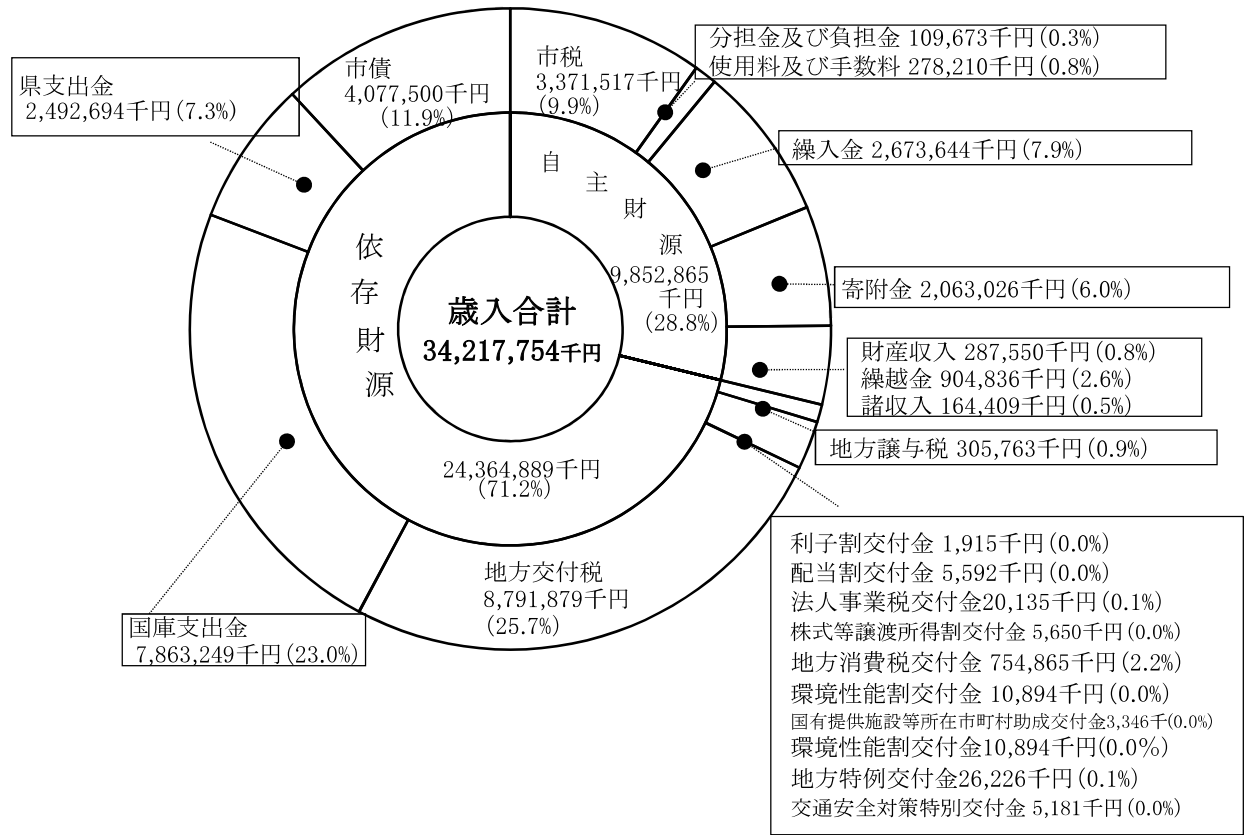 分担金及び負担金 109,673千円(0.3%)
使用料及び手数料 278,210千円(0.8%)
市税
3,371,517千円
(9.9%)
市債
4,077,500千円
(11.9%)
県支出金
2,492,694千円(7.3%)
繰入金 2,673,644千円(7.9%)
自主財源
9,852,865
千円
(28.8%)
依存財源
歳入合計
34,217,754千円
寄附金 2,063,026千円(6.0%)
財産収入 287,550千円(0.8%)
繰越金 904,836千円(2.6%)
諸収入 164,409千円(0.5%)
地方譲与税 305,763千円(0.9%)
24,364,889千円
(71.2%)
地方交付税
8,791,879千円
(25.7%)
国庫支出金
7,863,249千円(23.0%)
利子割交付金 1,915千円(0.0%)
配当割交付金 5,592千円(0.0%)
法人事業税交付金20,135千円(0.1%)
株式等譲渡所得割交付金 5,650千円(0.0%)
地方消費税交付金 754,865千円(2.2%)
環境性能割交付金 10,894千円(0.0%)
国有提供施設等所在市町村助成交付金3,346千(0.0%)
環境性能割交付金10,894千円(0.0%)
地方特例交付金26,226千円(0.1%)
交通安全対策特別交付金 5,181千円(0.0%)